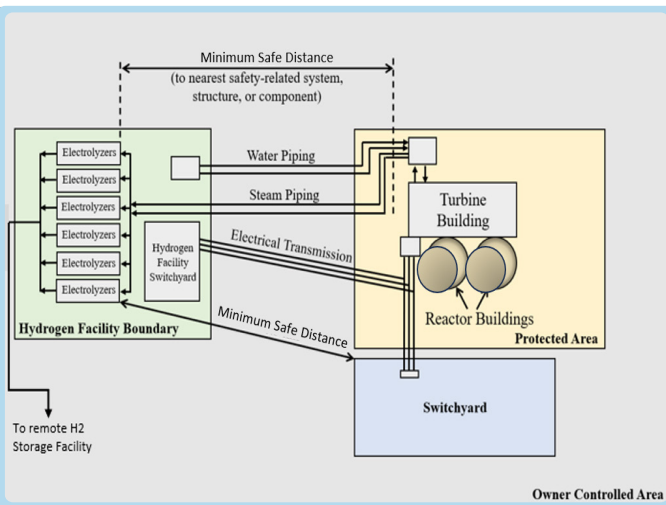 Minimum Safe Distance
(to nearest safety-related system,
structure, or component)
Electrolyzers
Electrolyzers
Electrolyzers
Electrolyzers
Electrolyzers
Electrolyzers
Water Piping
Steam Piping
Electrical Transmission
Hydrogen
Facility
Switchyard
Hydrogen Facility Boundary
Minimum Safe Distance
Turbine
Building
Reactor Buildings
Protected Area
Switchyard
To remote H2
Storage Facility
Owner Controlled Area